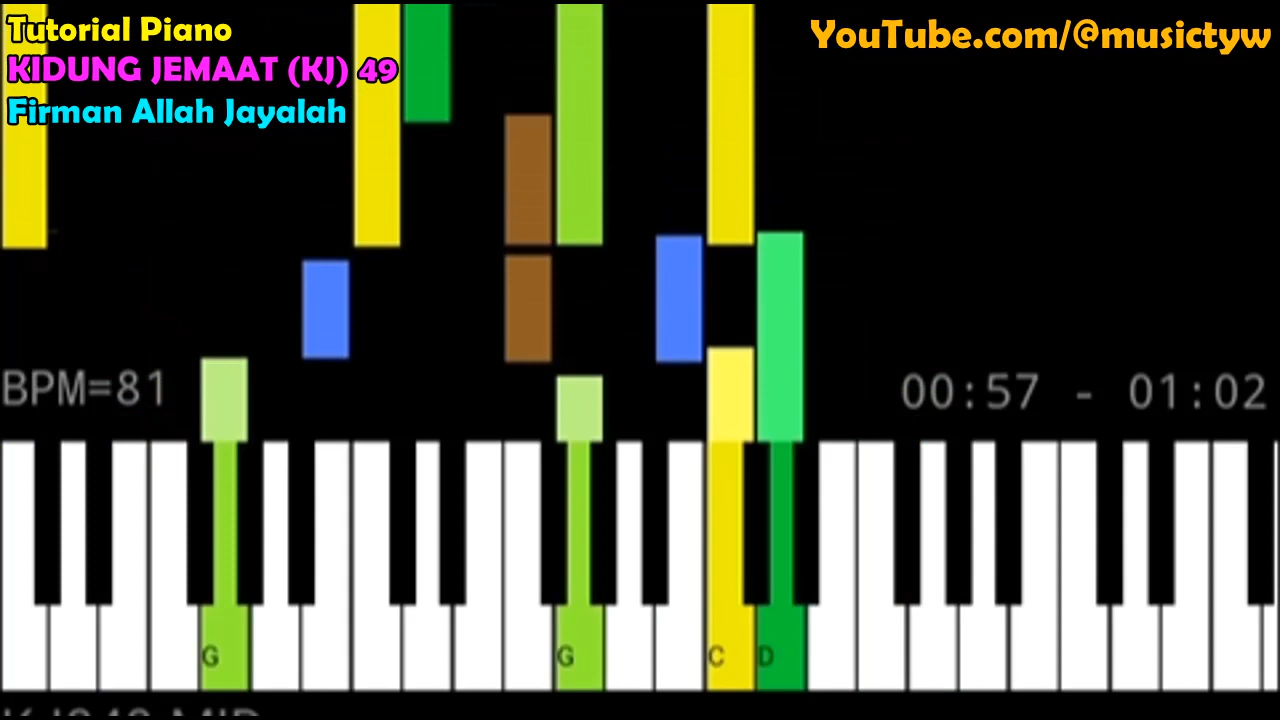 Tutorial Piano
YouTube.com/@musictyw
KIDUNG JEMAAT (KJ) 49
Firman Allah Jayalah
BPM=81
00:57 - 01:02
G
G
C
D